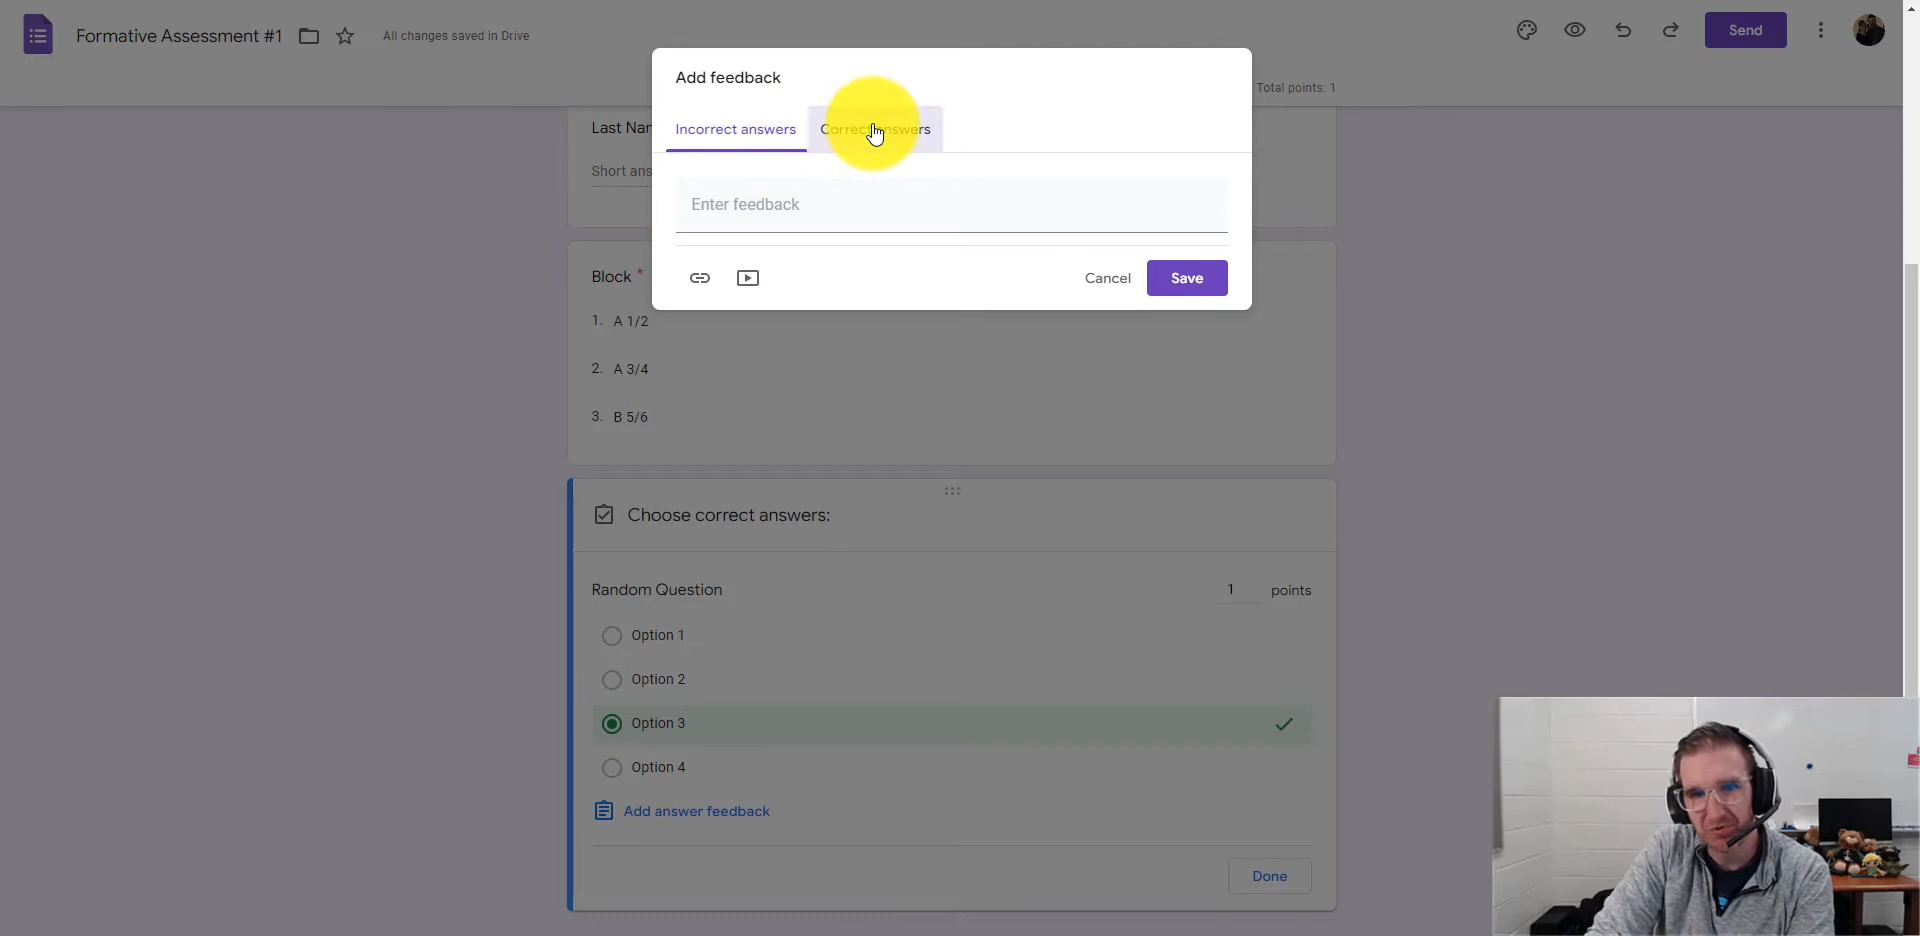 Formative Assessment #1
All changes saved in Drive
Send
Total points: 1
Add feedback
Incorrect answers
Correct answers
Enter feedback
Cancel
Save
Last Nam
Short ans
Block *
1. A 1/2
2. A 3/4
3. B 5/6
Choose correct answers:
Random Question
1 points
Option 1
Option 2
Option 3
Option 4
Add answer feedback
Done